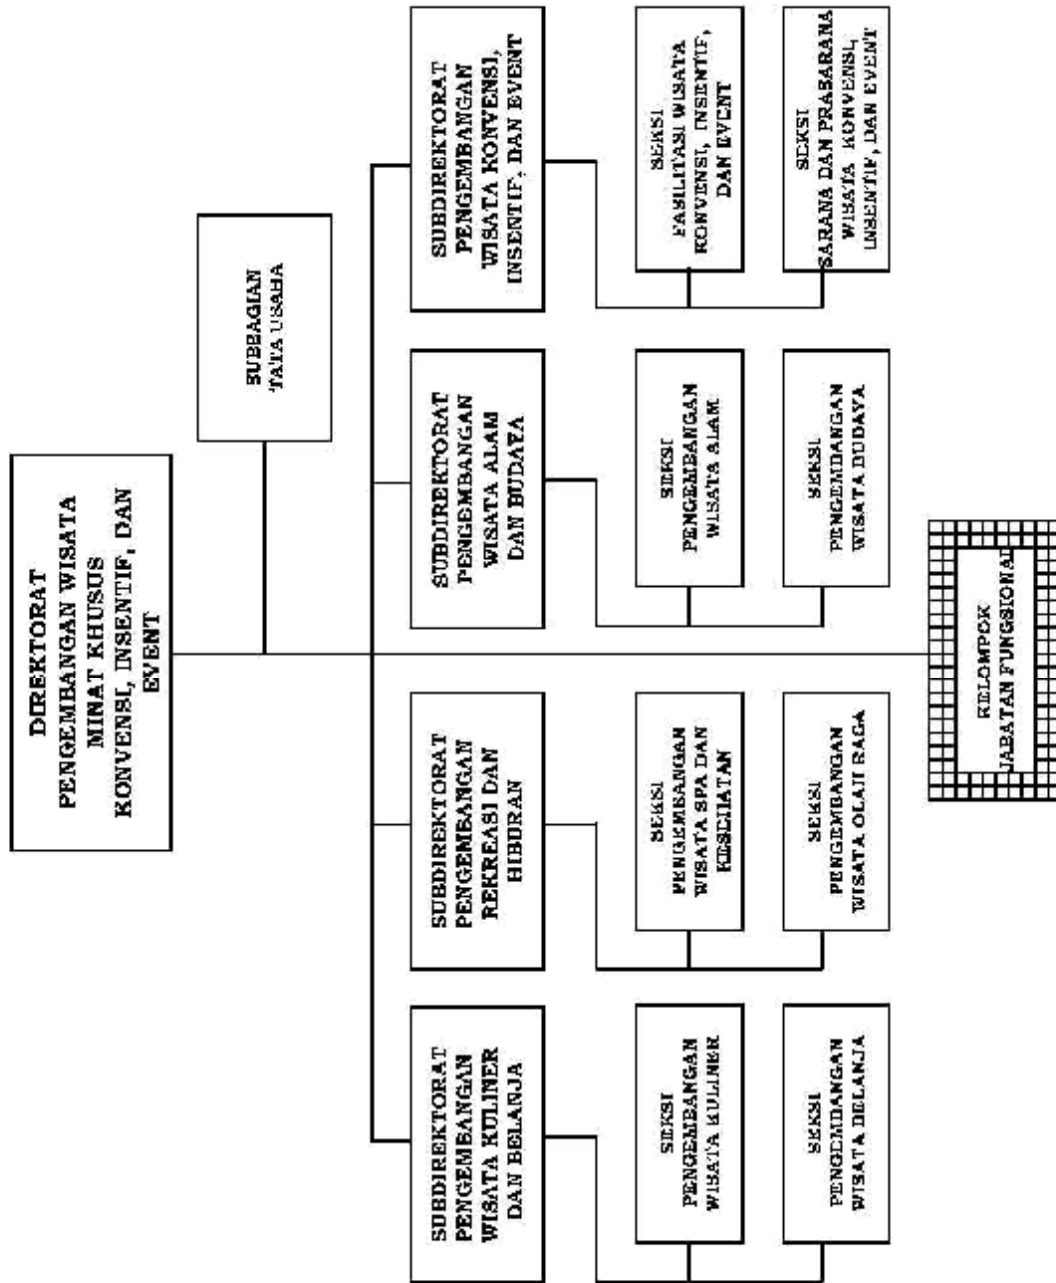 DIREKTORAT
PENGEMBANGAN WISATA
MINAT KHUSUS
KONVENSI, INSENTIF, DAN
EVENT
SUBBAGIAN
TATA USAHA
SUBDIREKTORAT
PENGEMBANGAN
WISATA KULINER
DAN BELANJA
SUBDIREKTORAT
PENGEMBANGAN
REKREASI DAN
HIBURAN
SUBDIREKTORAT
PENGEMBANGAN
WISATA ALAM
DAN BUDAYA
SUBDIREKTORAT
PENGEMBANGAN
WISATA KONVENSI,
INSENTIF, DAN EVENT
SEKSI
PENGEMBANGAN
WISATA KULINER
SEKSI
PENGEMBANGAN
WISATA SPA DAN
KESEHATAN
SEKSI
PENGEMBANGAN
WISATA ALAM
SEKSI
FASILITASI WISATA
KONVENSI, INSENTIF,
DAN EVENT
SEKSI
PENGEMBANGAN
WISATA BELANJA
SEKSI
PENGEMBANGAN
WISATA OLAH RAGA
SEKSI
PENGEMBANGAN
WISATA BUDAYA
SEKSI
SARANA DAN PRASARANA
WISATA KONVENSI,
INSENTIF, DAN EVENT
KELOMPOK
JABATAN FUNGSIONAL